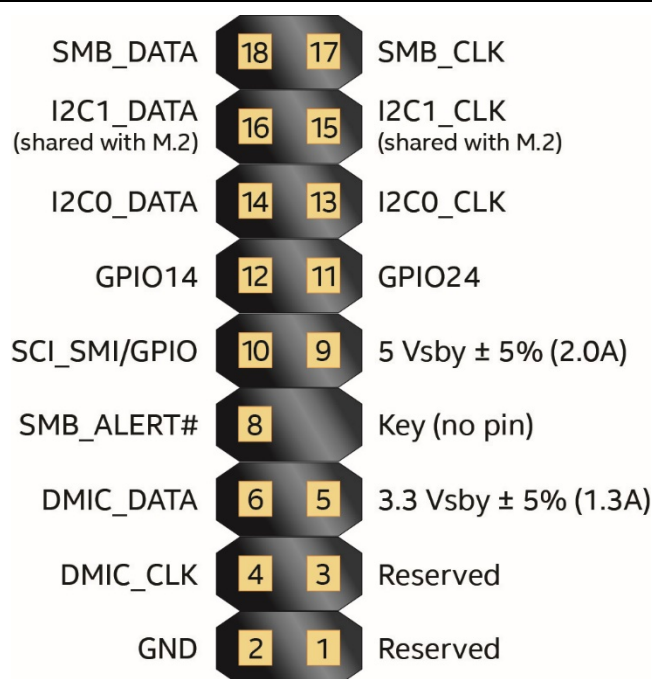 SMB_DATA 18 17 SMB_CLK
I2C1_DATA 16 15 I2C1_CLK
(shared with M.2) (shared with M.2)
I2C0_DATA 14 13 I2C0_CLK
GPIO14 12 11 GPIO24
SCI_SMI/GPIO 10 9 5 Vsby ± 5% (2.0A)
SMB_ALERT# 8 Key (no pin)
DMIC_DATA 6 5 3.3 Vsby ± 5% (1.3A)
DMIC_CLK 4 3 Reserved
GND 2 1 Reserved